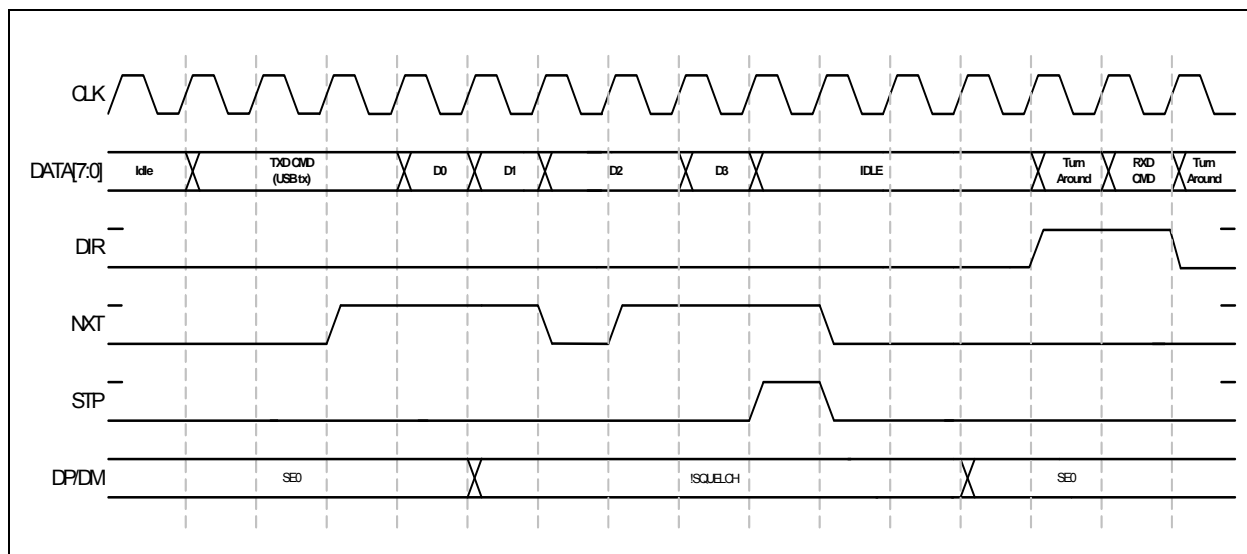 CLK
DATA[7:0]
Idle
TXD CMD
(USB tx)
D0
D1
D2
D3
IDLE
Turn
Around
RXD
CMD
Turn
Around
DIR
NXT
STP
DP/DM
SE0
!SQUELCH
SE0